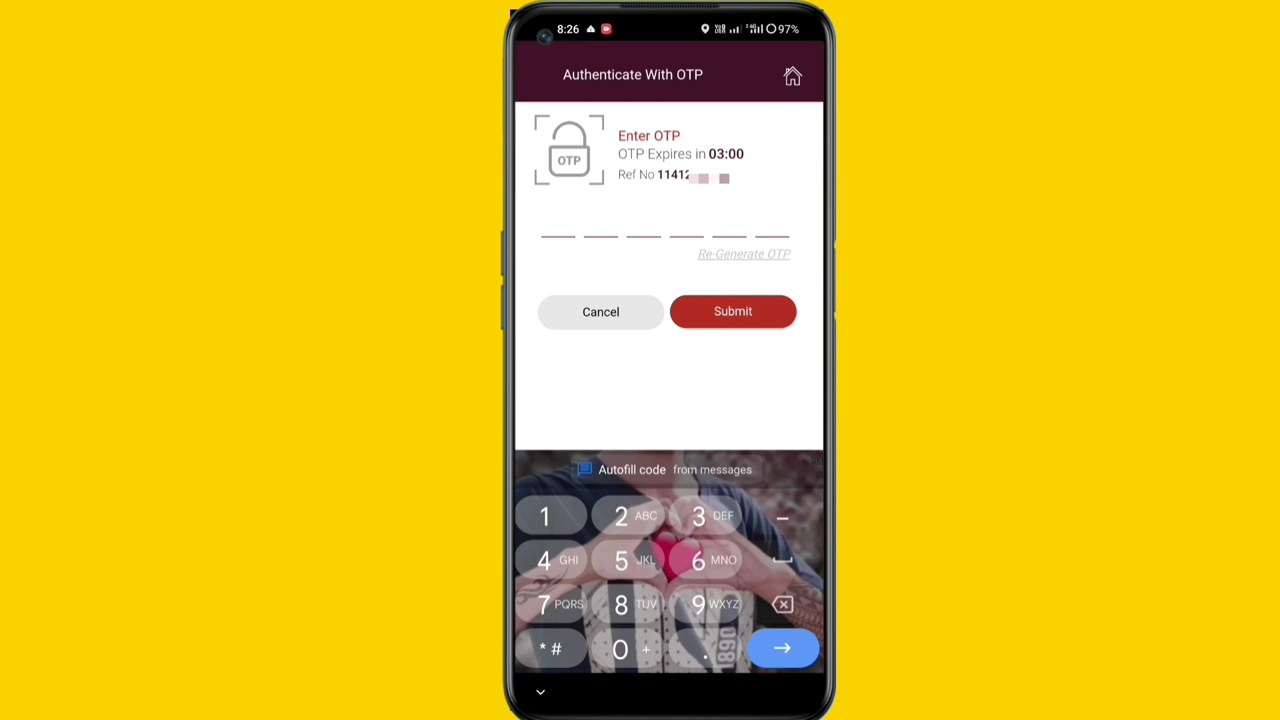 8:26
97%
Authenticate With OTP
OTP
Enter OTP
OTP Expires in 03:00
Ref No 11412
Re-Generate OTP
Cancel Submit
Autofill code from messages
1 2 ABC 3 DEF –
4 GHI 5 JKL 6 MNO
7 PQRS 8 TUV 9 WXYZ
* # 0 + .
1998